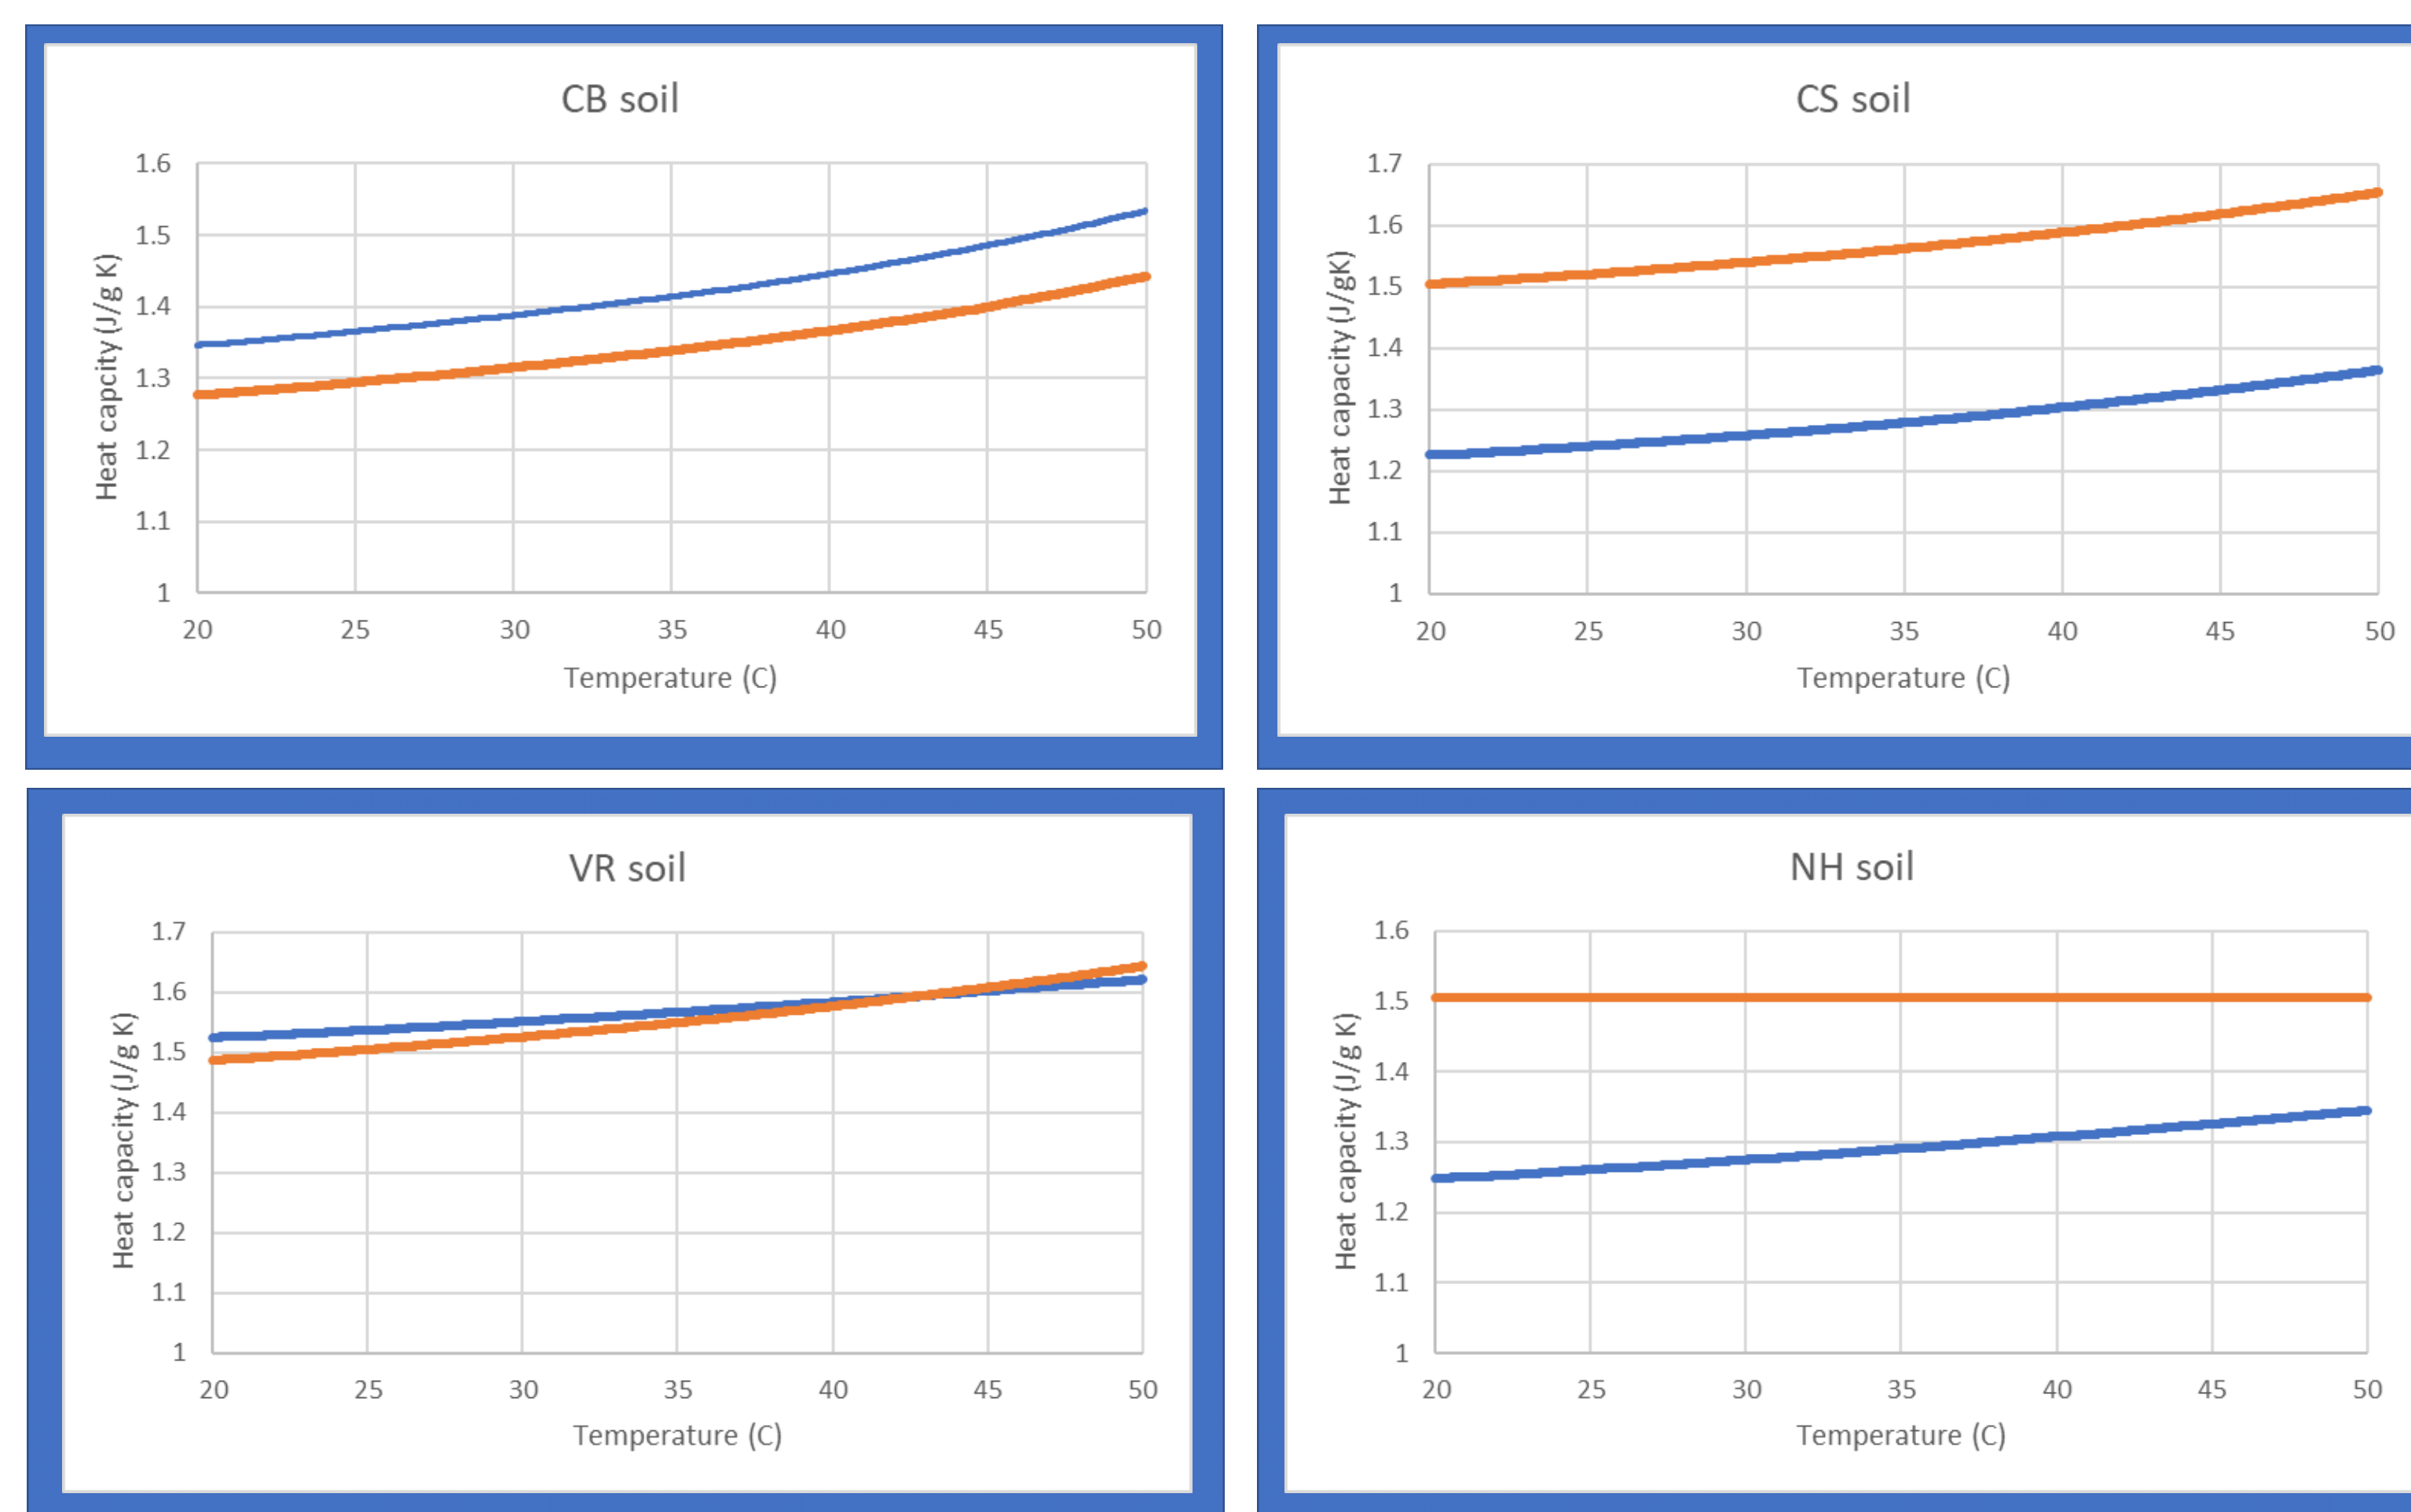 CB soil
1.6
1.5
1.4
1.3
1.2
1.1
1
Heat capcity (J/g K)
20 25 30 35 40 45 50
Temperature (C)
CS soil
1.7
1.6
1.5
1.4
1.3
1.2
1.1
1
Heat capacity (J/gK)
20 25 30 35 40 45 50
Temperature (C)
VR soil
1.7
1.6
1.5
1.4
1.3
1.2
1.1
1
Heat capacity (J/g K)
20 25 30 35 40 45 50
Temperature (C)
NH soil
1.6
1.5
1.4
1.3
1.2
1.1
1
Heat capacity (J/g K)
20 25 30 35 40 45 50
Temperature (C)